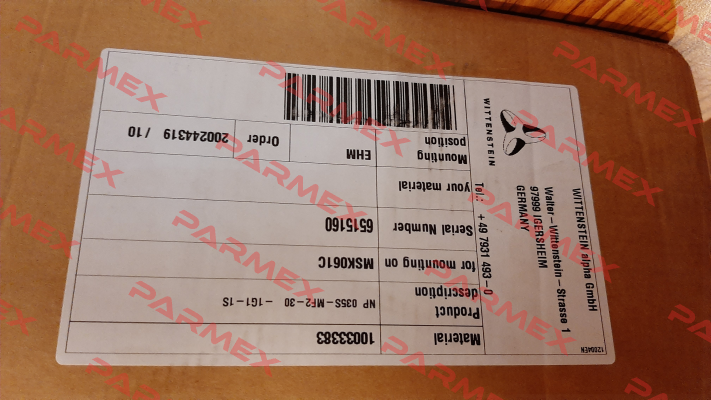 12004EN
WITTENSTEIN alpha GmbH
Walter-Wittenstein-Strasse 1
97999 IGERSHEIM
GERMANY
Tel.: +49 7931 493-0
WITTENSTEIN
Material 100333383
Product description NP 035S-MF2-30 -1G1-1S
for mounting on MSK061C
Serial Number 6515160
your material
Mounting position EHM
Order 200244319 / 10
PARMEX